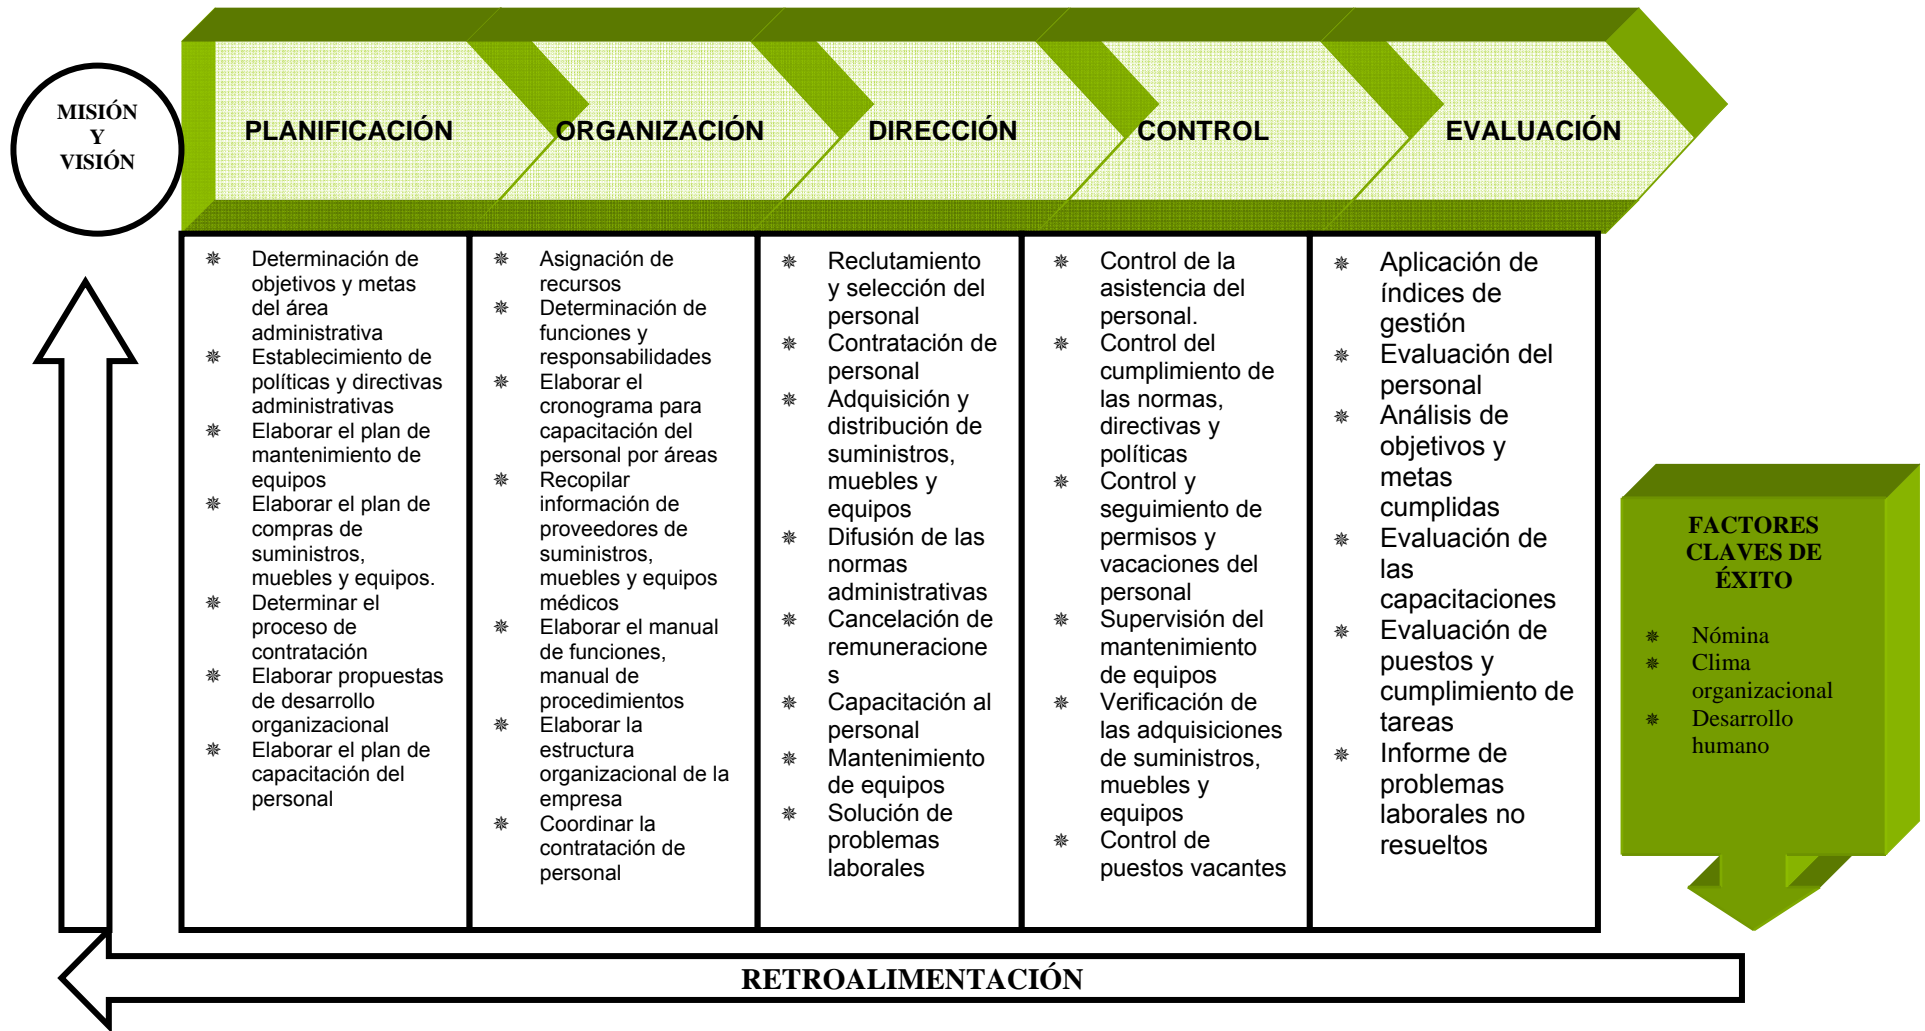 MISIÓN
Y
VISIÓN
PLANIFICACIÓN
ORGANIZACIÓN
DIRECCIÓN
CONTROL
EVALUACIÓN
Determinación de
objetivos y metas
del área
administrativa
Establecimiento de
políticas y directivas
administrativas
Elaborar el plan de
mantenimiento de
equipos
Elaborar el plan de
compras de
suministros,
muebles y equipos.
Determinar el
proceso de
contratación
Elaborar propuestas
de desarrollo
organizacional
Elaborar el plan de
capacitación del
personal
Asignación de
recursos
Determinación de
funciones y
responsabilidades
Elaborar el
cronograma para
capacitación del
personal por áreas
Recopilar
información de
proveedores de
suministros,
muebles y equipos
médicos
Elaborar el manual
de funciones,
manual de
procedimientos
Elaborar la
estructura
organizacional de la
empresa
Coordinar la
contratación de
personal
Reclutamiento
y selección del
personal
Contratación de
personal
Adquisición y
distribución de
suministros,
muebles y
equipos
Difusión de las
normas
administrativas
Cancelación de
remuneracione
s
Capacitación al
personal
Mantenimiento
de equipos
Solución de
problemas
laborales
Control de la
asistencia del
personal.
Control del
cumplimiento de
las normas,
directivas y
políticas
Control y
seguimiento de
permisos y
vacaciones del
personal
Supervisión del
mantenimiento
de equipos
Verificación de
las adquisiciones
de suministros,
muebles y
equipos
Control de
puestos vacantes
Aplicación de
índices de
gestión
Evaluación del
personal
Análisis de
objetivos y
metas
cumplidas
Evaluación de
las
capacitaciones
Evaluación de
puestos y
cumplimiento de
tareas
Informe de
problemas
laborales no
resueltos
FACTORES
CLAVES DE
ÉXITO
Nómina
Clima
organizacional
Desarrollo
humano
RETROALIMENTACIÓN